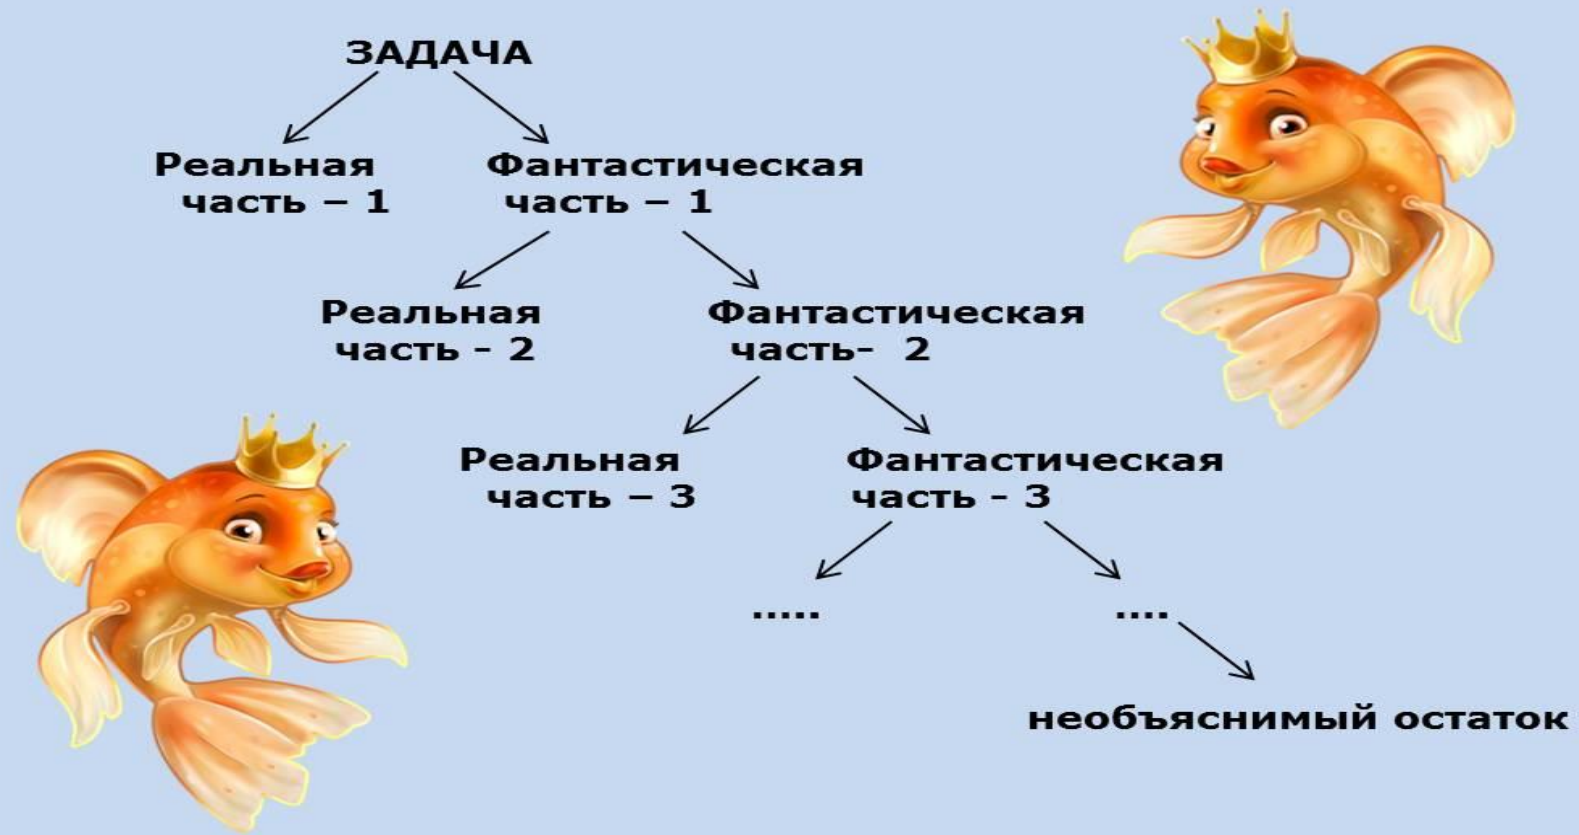 ЗАДАЧА
Реальная Фантастическая
часть – 1 часть – 1
Реальная Фантастическая
часть - 2 часть- 2
Реальная Фантастическая
часть – 3 часть - 3
..... ....
необъяснимый остаток